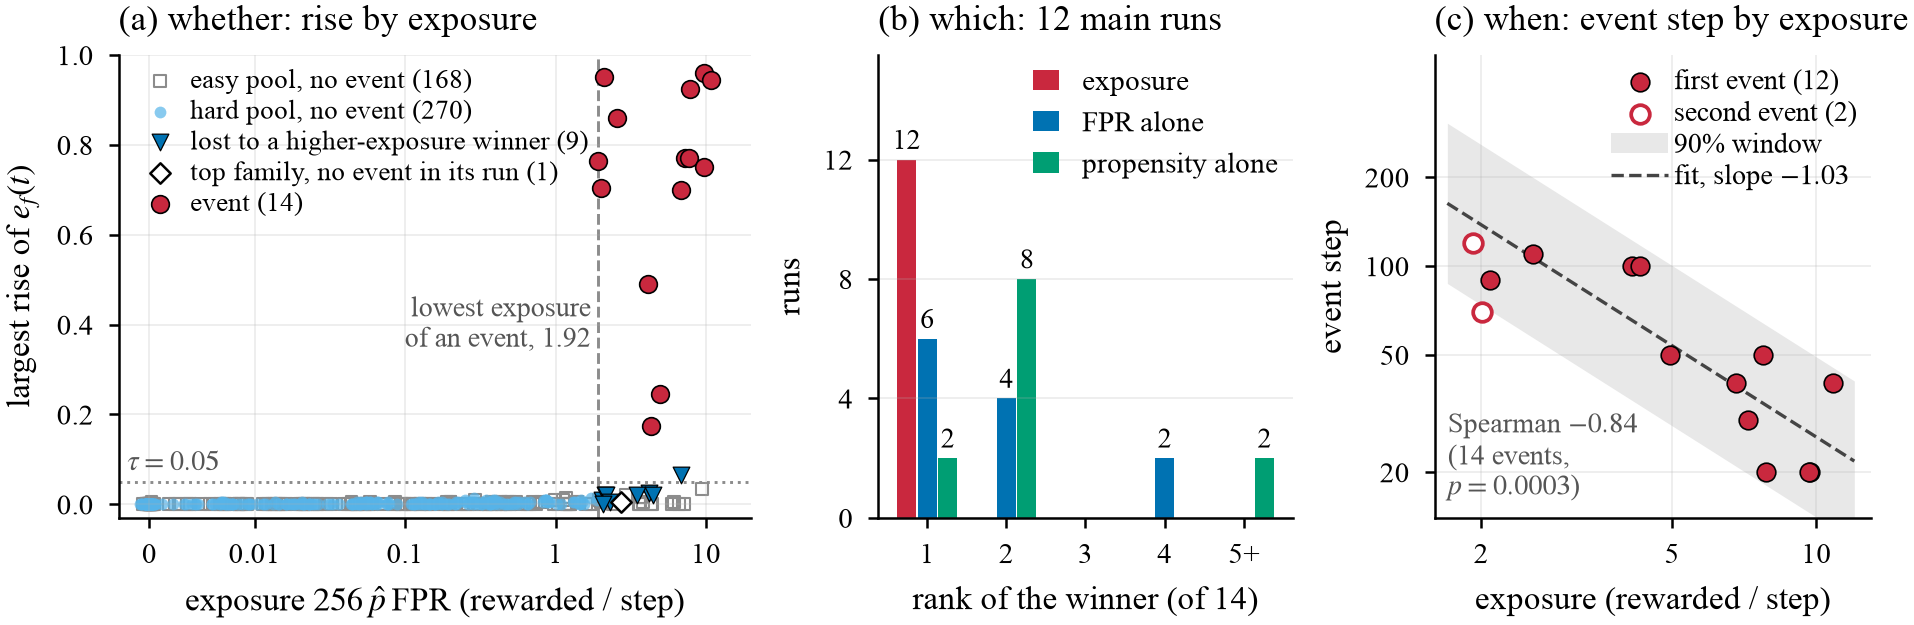 (a) whether: rise by exposure
largest rise of e_f(t)
1.0
0.8
0.6
0.4
0.2
0.0
easy pool, no event (168)
hard pool, no event (270)
lost to a higher-exposure winner (9)
top family, no event in its run (1)
event (14)
lowest exposure
of an event, 1.92
τ = 0.05
0 0.01 0.1 1 10
exposure 256 p̂ FPR (rewarded / step)
(b) which: 12 main runs
runs
12
8
4
0
exposure
FPR alone
propensity alone
12
6
2
4
8
2
2
1 2 3 4 5+
rank of the winner (of 14)
(c) when: event step by exposure
event step
200
100
50
20
first event (12)
second event (2)
90% window
fit, slope −1.03
Spearman −0.84
(14 events,
p = 0.0003)
2 5 10
exposure (rewarded / step)